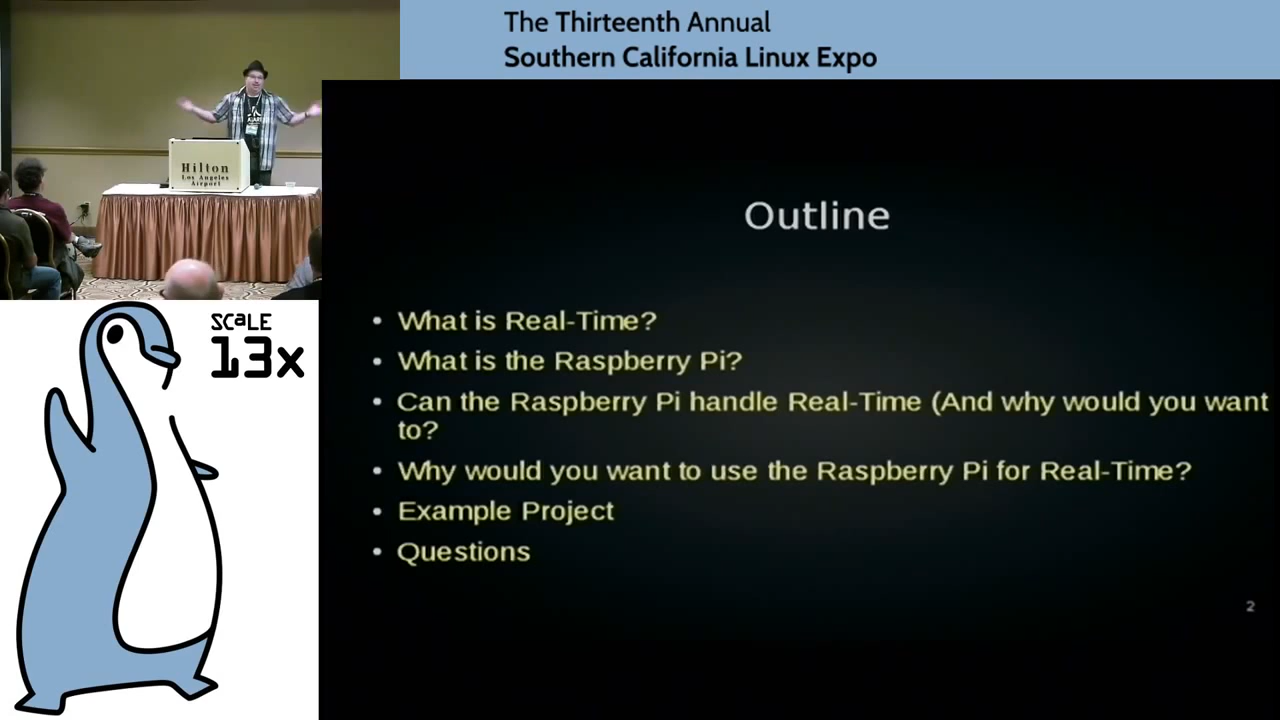 The Thirteenth Annual
Southern California Linux Expo
Hilton
Los Angeles
Airport
SCaLE
13x
Outline
• What is Real-Time?
• What is the Raspberry Pi?
• Can the Raspberry Pi handle Real-Time (And why would you want
to?
• Why would you want to use the Raspberry Pi for Real-Time?
• Example Project
• Questions
2